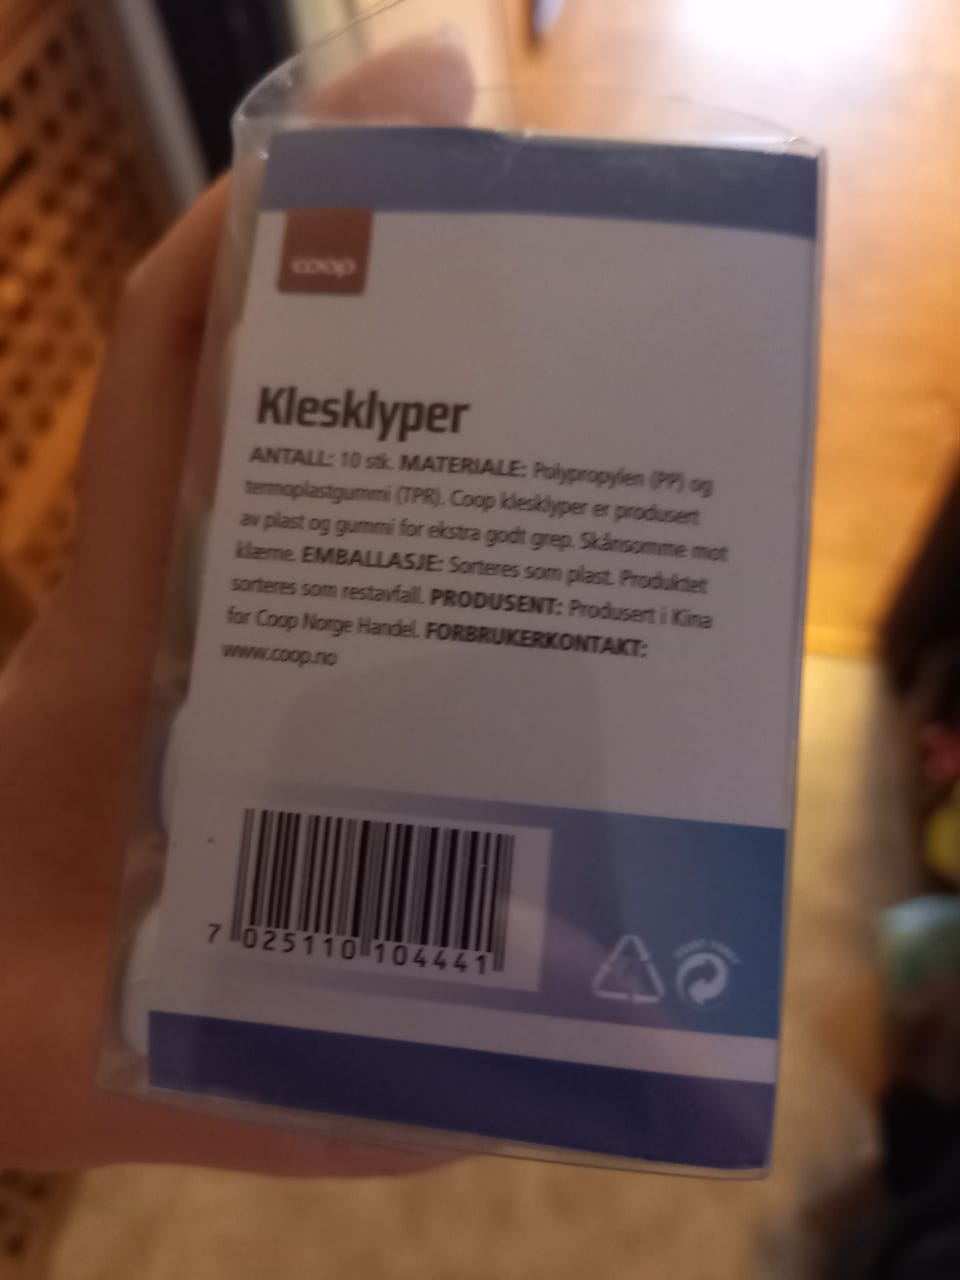 coop
Klesklyper
ANTALL: 10 stk. MATERIALE: Polypropylen (PP) og
termoplastgummi (TPR). Coop klesklyper er produsert
av plast og gummi for ekstra godt grep. Skånsomme mot
klærne. EMBALLASJE: Sorteres som plast. Produktet
sorteres som restavfall. PRODUSENT: Produsert i Kina
for Coop Norge Handel. FORBRUKERKONTAKT:
www.coop.no
7 025110 104441